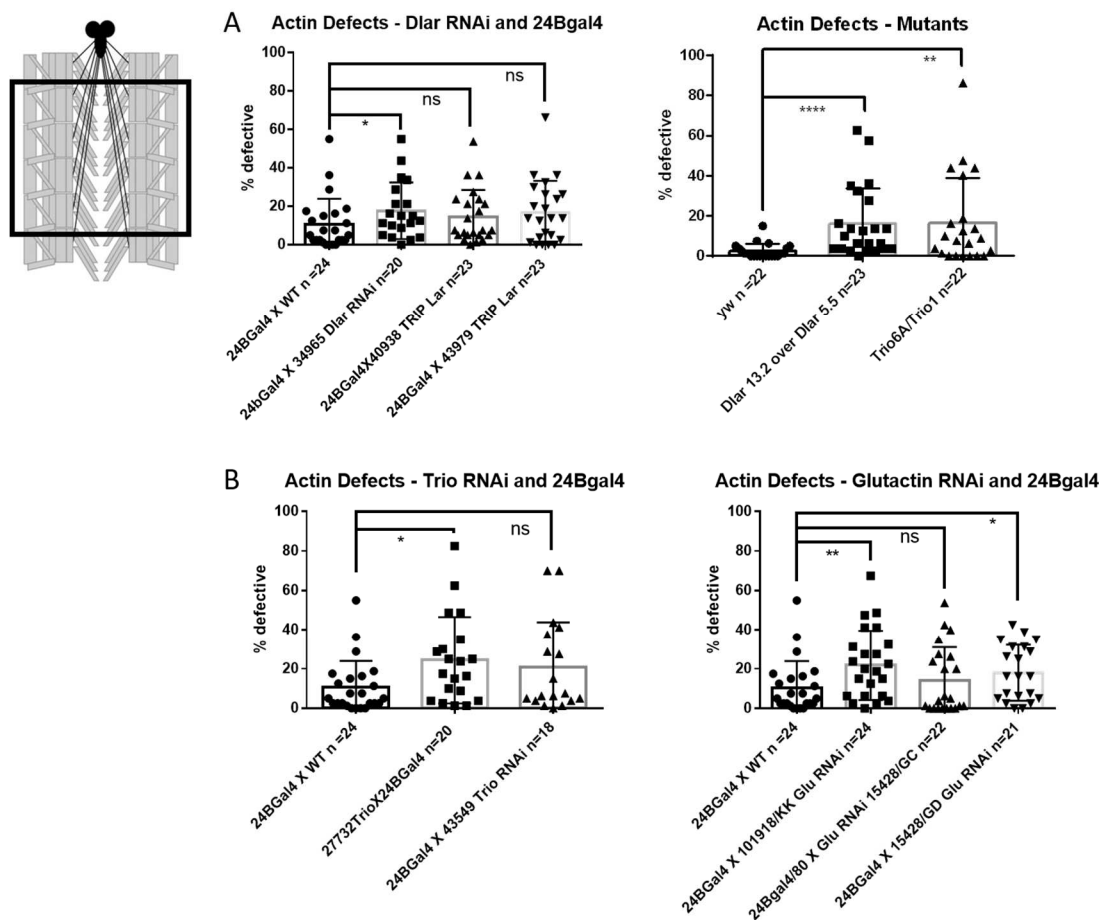 A
Actin Defects - Dlar RNAi and 24Bgal4
% defective
100
80
60
40
20
0
ns
ns
*
24BGal4 X WT n =24
24bGal4 X 34965 Dlar RNAi n=20
24BGal4X40938 TRIP Lar n=23
24BGal4 X 43979 TRIP Lar n=23
Actin Defects - Mutants
% defective
100
80
60
40
20
0
**
****
yw n =22
Dlar 13.2 over Dlar 5.5 n=23
Trio6A/Trio1 n=22
B
Actin Defects - Trio RNAi and 24Bgal4
% defective
100
80
60
40
20
0
ns
*
24BGal4 X WT n =24
27732TrioX24BGal4 n=20
24BGal4 X 43549 Trio RNAi n=18
Actin Defects - Glutactin RNAi and 24Bgal4
% defective
100
80
60
40
20
0
*
ns
**
24BGal4 X WT n=24
24BGal4 X 101918/KK Glu RNAi n=24
24Bgal4/80 X Glu RNAi 15428/GC n=22
24BGal4 X 15428/GD Glu RNAi n=21